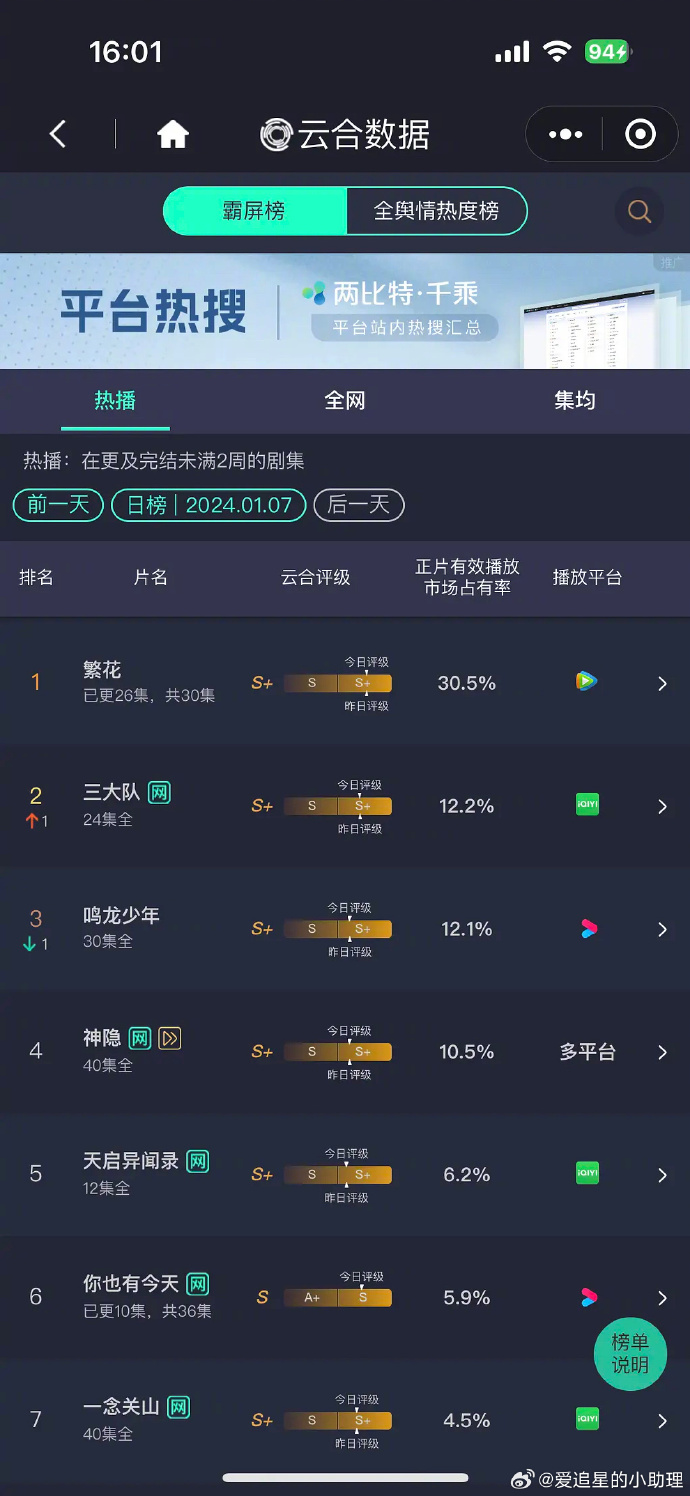 16:01
94
云合数据
霸屏榜
全舆情热度榜
推广
平台热搜
两比特·千乘
平台站内热搜汇总
热播
全网
集均
热播：在更及完结未满2周的剧集
前一天
日榜|2024.01.07
后一天
排名
片名
云合评级
正片有效播放
市场占有率
播放平台
今日评级
1
繁花
已更26集，共30集
S+
S
S+
30.5%
昨日评级
今日评级
2
三大队 网
↑1
24集全
S+
S
S+
12.2%
iQIYI
昨日评级
今日评级
3
鸣龙少年
↓1
30集全
S+
S
S+
12.1%
昨日评级
今日评级
4
神隐 网
40集全
S+
S
S+
10.5%
多平台
昨日评级
今日评级
5
天启异闻录 网
12集全
S+
S
S+
6.2%
iQIYI
昨日评级
今日评级
6
你也有今天 网
已更10集，共36集
S
A+
S
5.9%
榜单
说明
今日评级
7
一念关山 网
40集全
S+
S
S+
4.5%
iQIYI
昨日评级
@爱追星的小助理